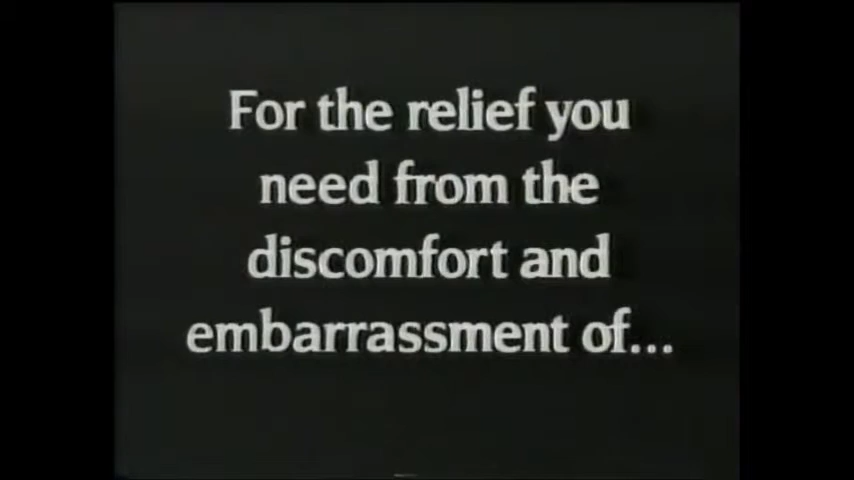 For the relief you
need from the
discomfort and
embarrassment of...